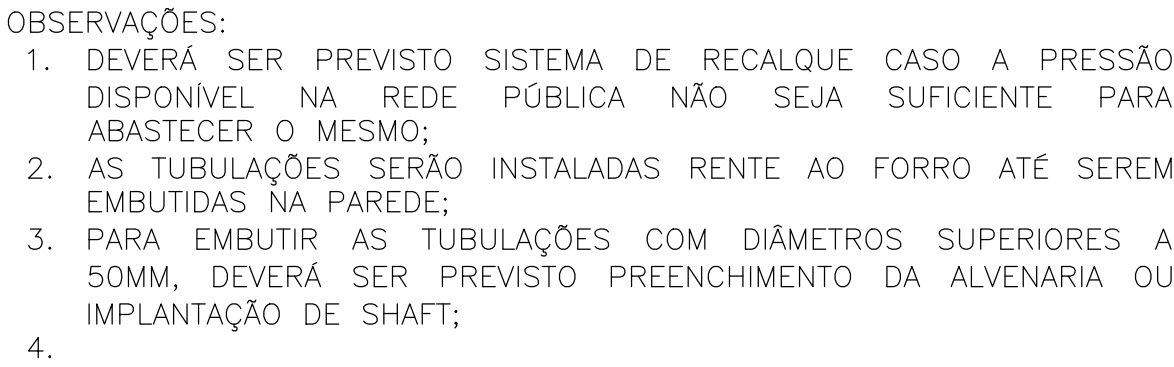 OBSERVAÇÕES:
1. DEVERÁ SER PREVISTO SISTEMA DE RECALQUE CASO A PRESSÃO
DISPONÍVEL NA REDE PÚBLICA NÃO SEJA SUFICIENTE PARA
ABASTECER O MESMO;
2. AS TUBULAÇÕES SERÃO INSTALADAS RENTE AO FORRO ATÉ SEREM
EMBUTIDAS NA PAREDE;
3. PARA EMBUTIR AS TUBULAÇÕES COM DIÂMETROS SUPERIORES A
50MM, DEVERÁ SER PREVISTO PREENCHIMENTO DA ALVENARIA OU
IMPLANTAÇÃO DE SHAFT;
4.